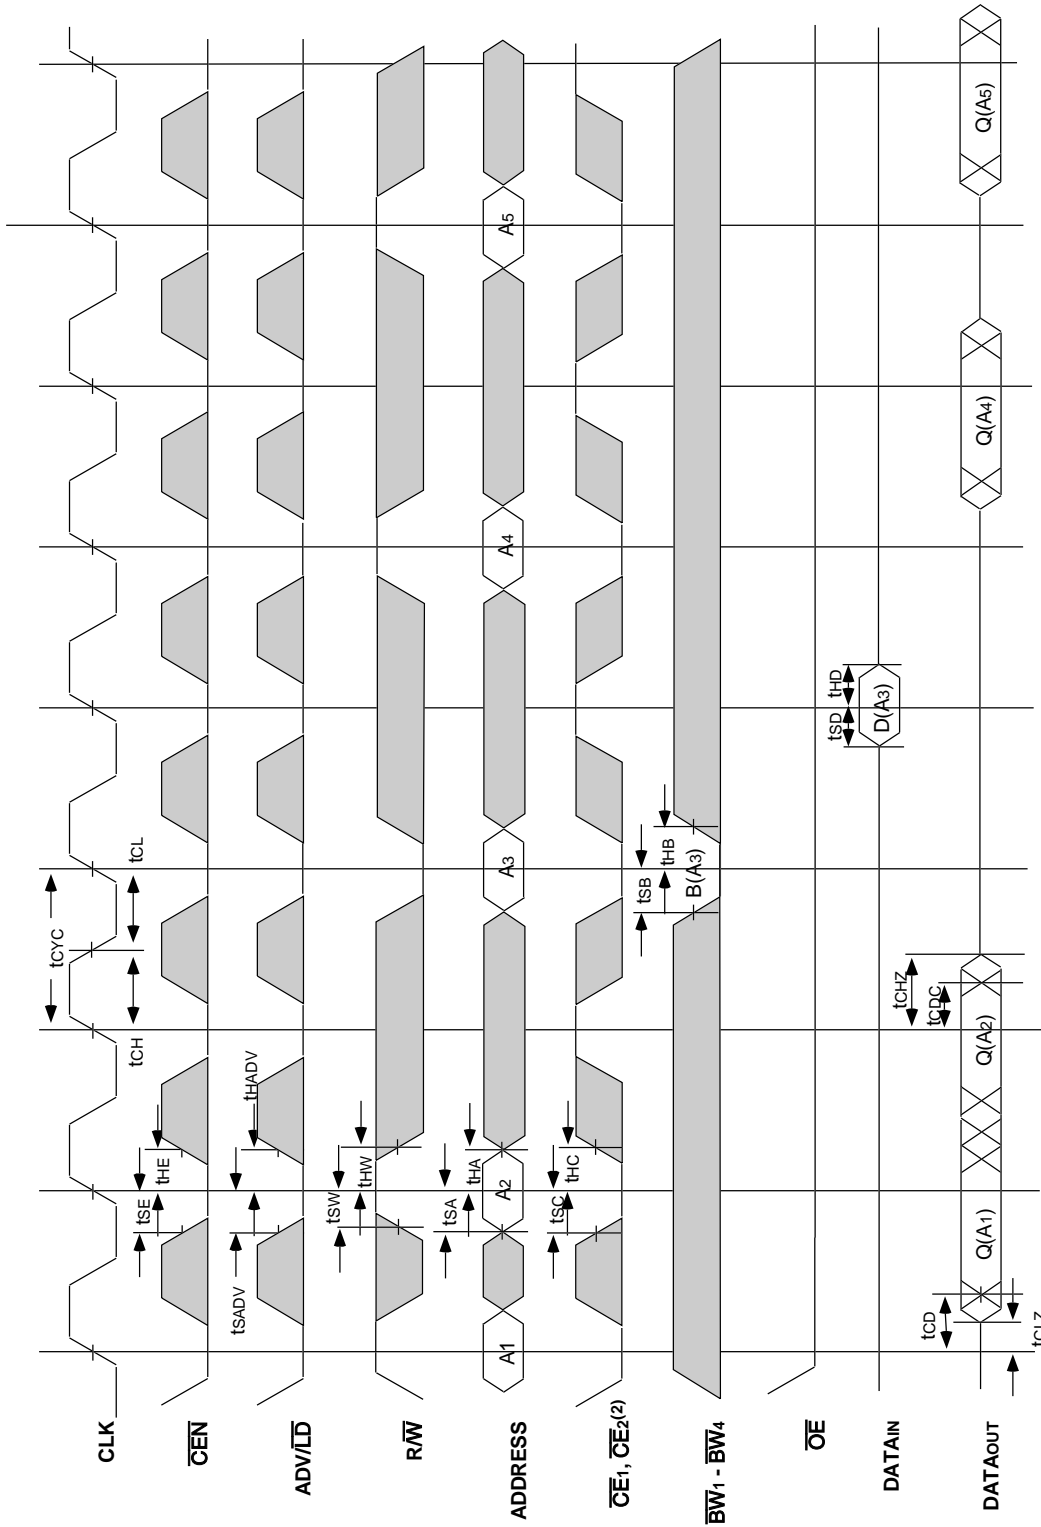 tCYC
CLK
tCH tCL
tSE tHE
CEN
tSADV tHADV
ADV/LD
tSW tHW
R/W
tSA tHA
ADDRESS A1 A2 A3 A4 A5
tSC tHC
CE1, CE2(2)
tSB tHB
BW1 - BW4 B(A3)
OE
tSD tHD
DATAIN D(A3)
tCHZ
tCD tCDC
DATAOUT Q(A1) Q(A2) Q(A4) Q(A5)
tCLZ